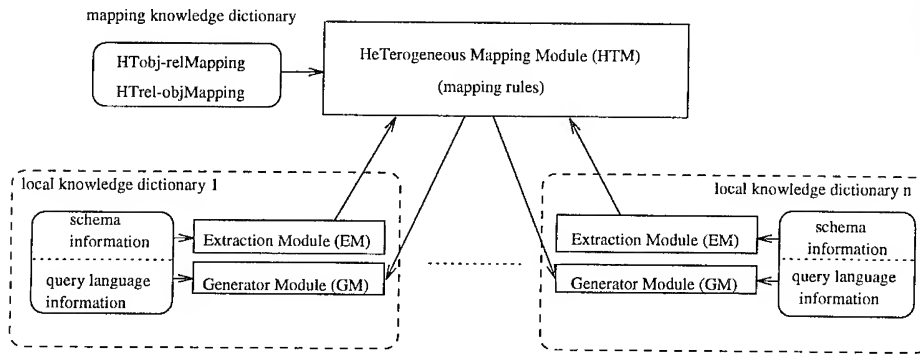 mapping knowledge dictionary
HTobj-relMapping
HTrel-objMapping
HeTerogeneous Mapping Module (HTM)
(mapping rules)
local knowledge dictionary 1
schema
information
query language
information
Extraction Module (EM)
Generator Module (GM)
local knowledge dictionary n
Extraction Module (EM)
Generator Module (GM)
schema
information
query language
information